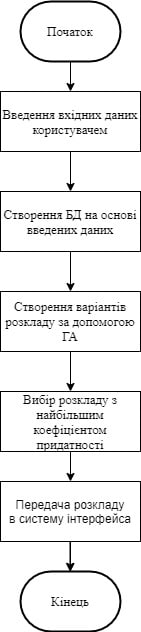 Початок
Введення вхідних даних
користувачем
Створення БД на основі
введених даних
Створення варіантів
розкладу за допомогою
ГА
Вибір розкладу з
найбільшим
коефіцієнтом
придатності
Передача розкладу
в систему інтерфейса
Кінець